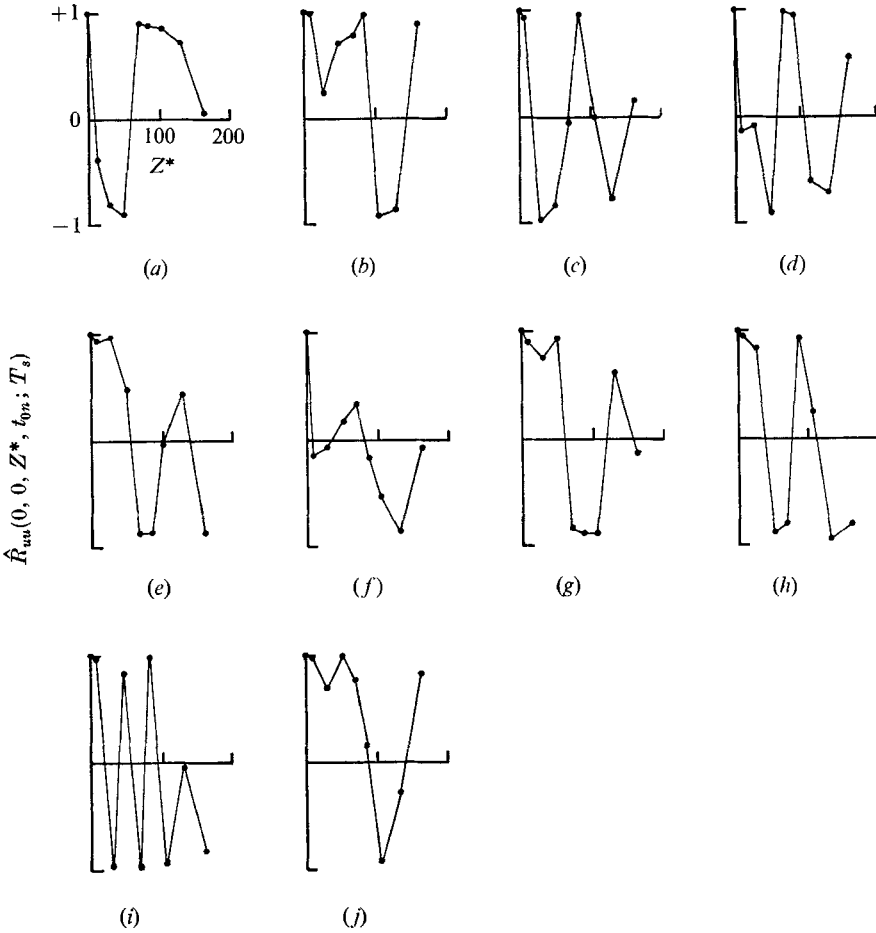 +1
0
100 200
Z*
−1
(a) (b) (c) (d)
R̂uu(0, 0, Z*, t0n; Ts)
(e) (f) (g) (h)
(i) (j)